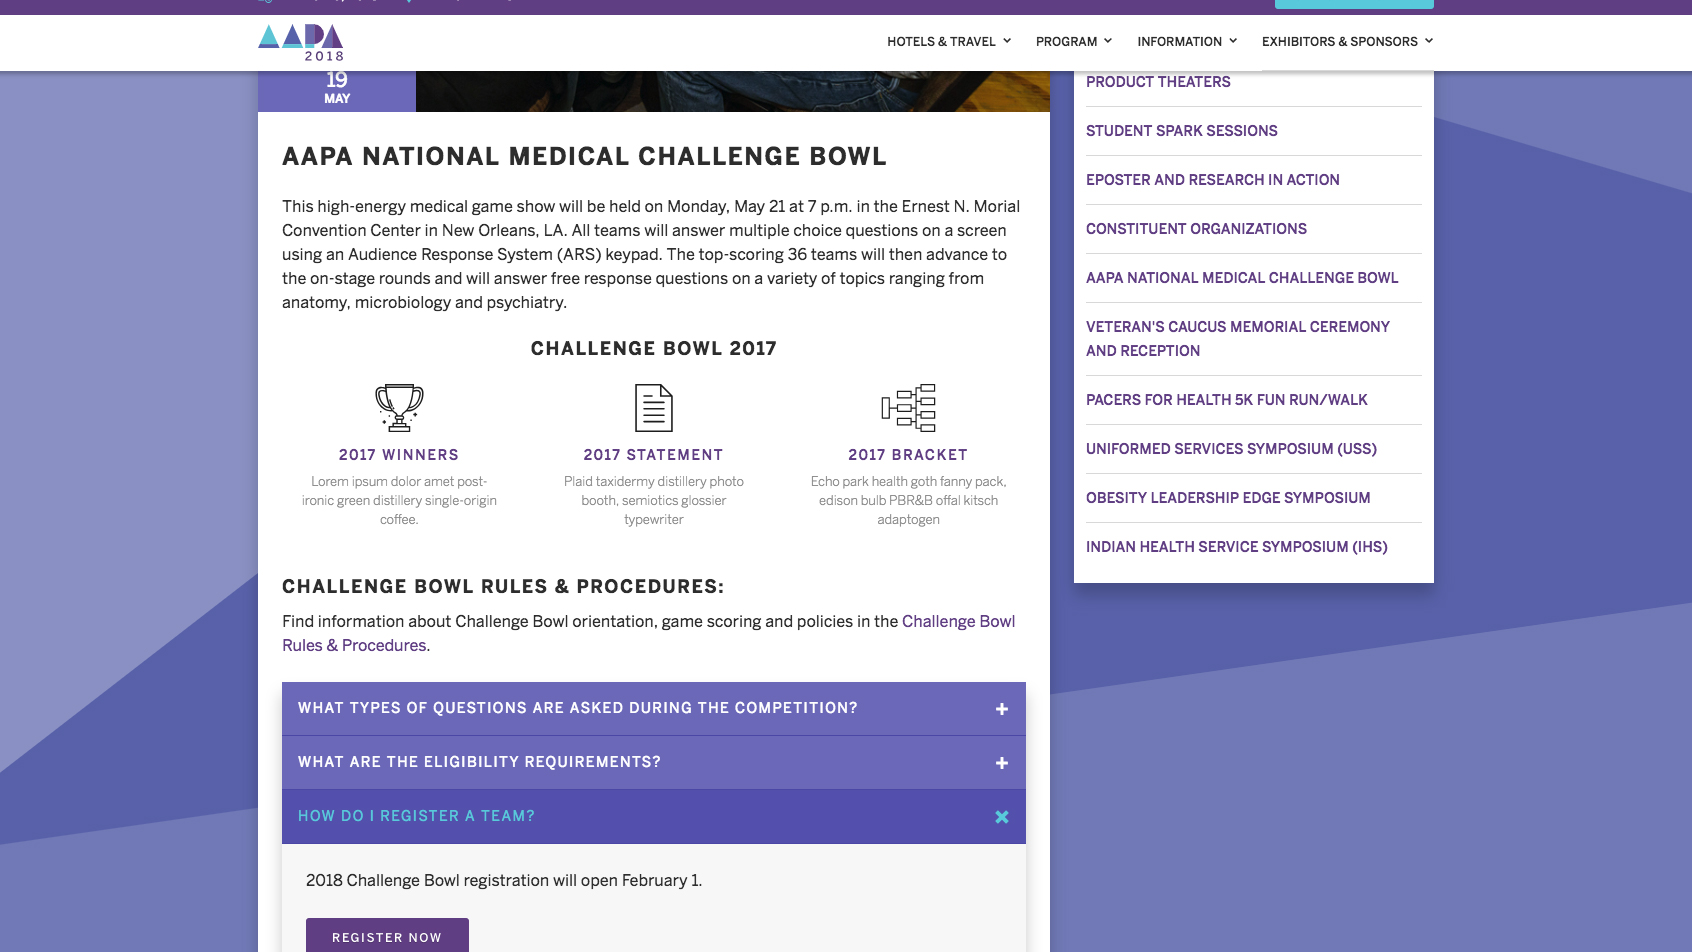 AAPA
2018
HOTELS & TRAVEL
PROGRAM
INFORMATION
EXHIBITORS & SPONSORS
19
MAY
AAPA NATIONAL MEDICAL CHALLENGE BOWL
This high-energy medical game show will be held on Monday, May 21 at 7 p.m. in the Ernest N. Morial
Convention Center in New Orleans, LA. All teams will answer multiple choice questions on a screen
using an Audience Response System (ARS) keypad. The top-scoring 36 teams will then advance to
the on-stage rounds and will answer free response questions on a variety of topics ranging from
anatomy, microbiology and psychiatry.
CHALLENGE BOWL 2017
2017 WINNERS
Lorem ipsum dolor amet post-
ironic green distillery single-origin
coffee.
2017 STATEMENT
Plaid taxidermy distillery photo
booth, semiotics glossier
typewriter
2017 BRACKET
Echo park health goth fanny pack,
edison bulb PBR&B offal kitsch
adaptogen
CHALLENGE BOWL RULES & PROCEDURES:
Find information about Challenge Bowl orientation, game scoring and policies in the Challenge Bowl
Rules & Procedures.
WHAT TYPES OF QUESTIONS ARE ASKED DURING THE COMPETITION?
WHAT ARE THE ELIGIBILITY REQUIREMENTS?
HOW DO I REGISTER A TEAM?
2018 Challenge Bowl registration will open February 1.
REGISTER NOW
PRODUCT THEATERS
STUDENT SPARK SESSIONS
EPOSTER AND RESEARCH IN ACTION
CONSTITUENT ORGANIZATIONS
AAPA NATIONAL MEDICAL CHALLENGE BOWL
VETERAN'S CAUCUS MEMORIAL CEREMONY
AND RECEPTION
PACERS FOR HEALTH 5K FUN RUN/WALK
UNIFORMED SERVICES SYMPOSIUM (USS)
OBESITY LEADERSHIP EDGE SYMPOSIUM
INDIAN HEALTH SERVICE SYMPOSIUM (IHS)